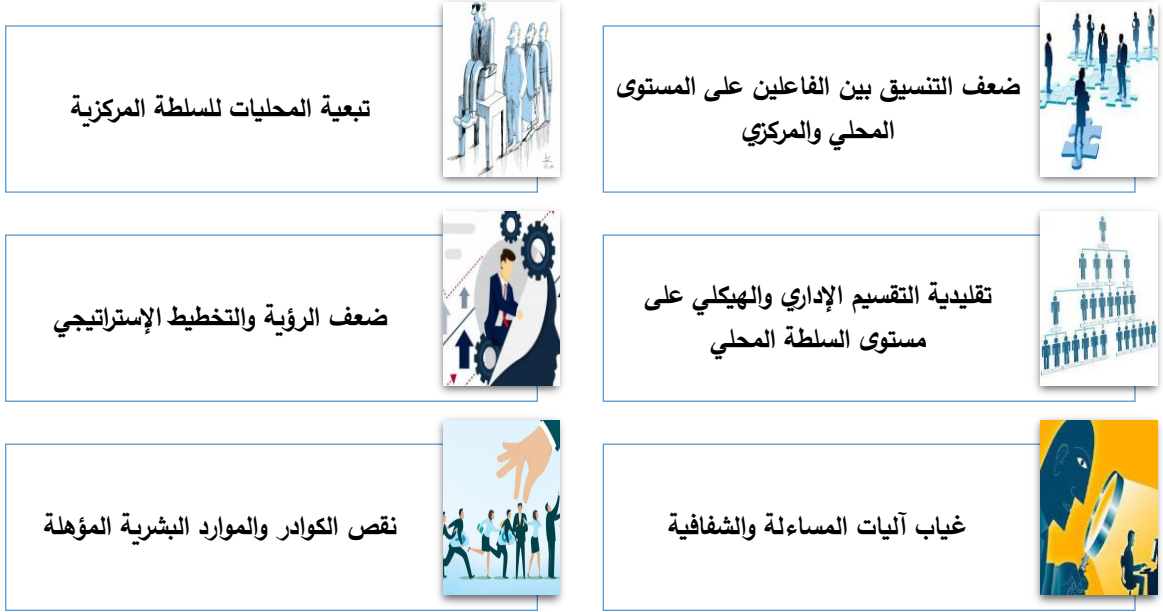 ضعف التنسيق بين الفاعلين على المستوى
المحلي والمركزي
تبعية المحليات للسلطة المركزية
تقليدية التقسيم الإداري والهيكلي على
مستوى السلطة المحلي
ضعف الرؤية والتخطيط الإستراتيجي
غياب آليات المساءلة والشفافية
نقص الكوادر والموارد البشرية المؤهلة